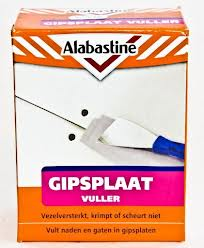 Alabastine
GIPSPLAAT
VULLER
Vezelversterkt, krimpt of scheurt niet
Vult naden en gaten in gipsplaten